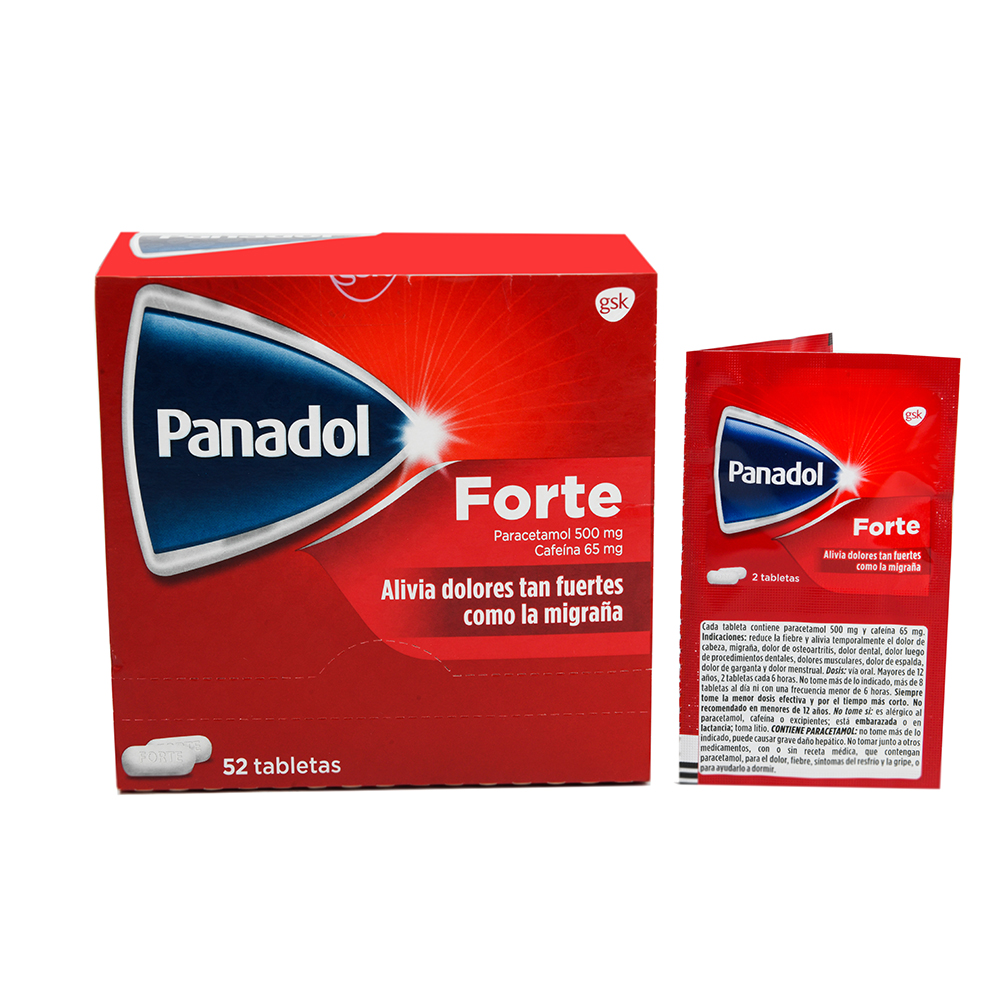 gsk
Panadol
Forte
Paracetamol 500 mg
Cafeína 65 mg
Alivia dolores tan fuertes
como la migraña
FORTE
52 tabletas
gsk
Panadol
Forte
Alivia dolores tan fuertes
como la migraña
2 tabletas
Cada tableta contiene paracetamol 500 mg y cafeína 65 mg.
Indicaciones: reduce la fiebre y alivia temporalmente el dolor de
cabeza, migraña, dolor de osteoartritis, dolor dental, dolor luego
de procedimientos dentales, dolores musculares, dolor de espalda,
dolor de garganta y dolor menstrual. Dosis: vía oral. Mayores de 12
años, 2 tabletas cada 6 horas. No tome más de lo indicado, más de 8
tabletas al día ni con una frecuencia menor de 6 horas. Siempre
tome la menor dosis efectiva y por el tiempo más corto. No
recomendado en menores de 12 años. No tome si: es alérgico al
paracetamol, cafeína o excipientes; está embarazada o en
lactancia; toma litio. CONTIENE PARACETAMOL: no tome más de lo
indicado, puede causar grave daño hepático. No tomar junto a otros
medicamentos, con o sin receta médica, que contengan
paracetamol, para el dolor, fiebre, síntomas del resfrío y la gripe, o
para ayudarlo a dormir.